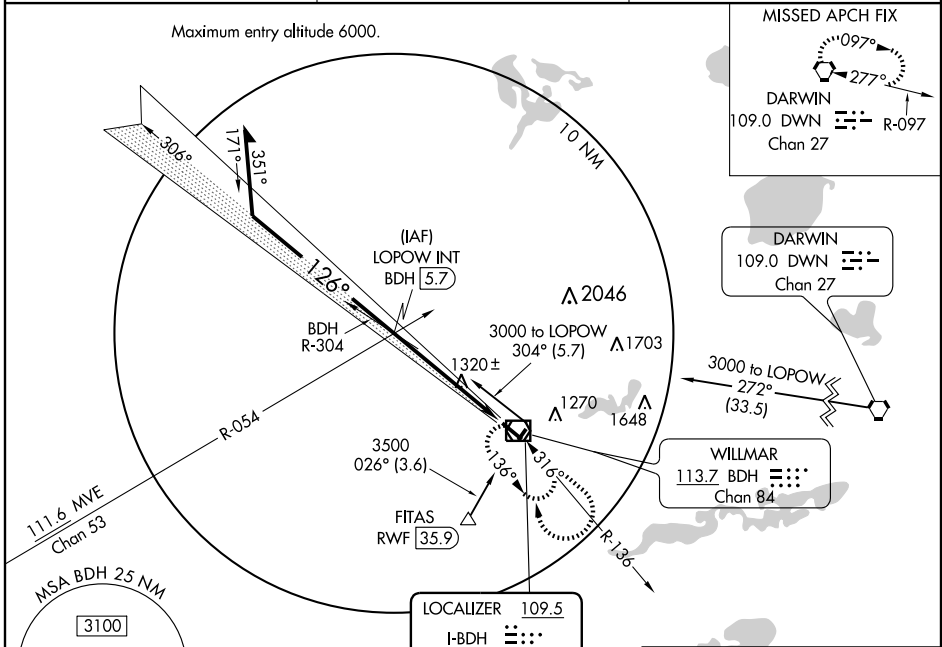 Maximum entry altitude 6000.
MISSED APCH FIX
097°
277°
DARWIN
109.0 DWN
R-097
Chan 27
10 NM
306°
171°
351°
(IAF)
LOPOW INT
BDH 5.7
126°
BDH
R-304
DARWIN
109.0 DWN
Chan 27
2046
3000 to LOPOW
304° (5.7)
1703
1320±
3000 to LOPOW
272°
(33.5)
1270
1648
R-054
3500
026° (3.6)
136°
316°
WILLMAR
113.7 BDH
Chan 84
FITAS
RWF 35.9
R-136
111.6 MVE
Chan 53
MSA BDH 25 NM
3100
LOCALIZER 109.5
I-BDH